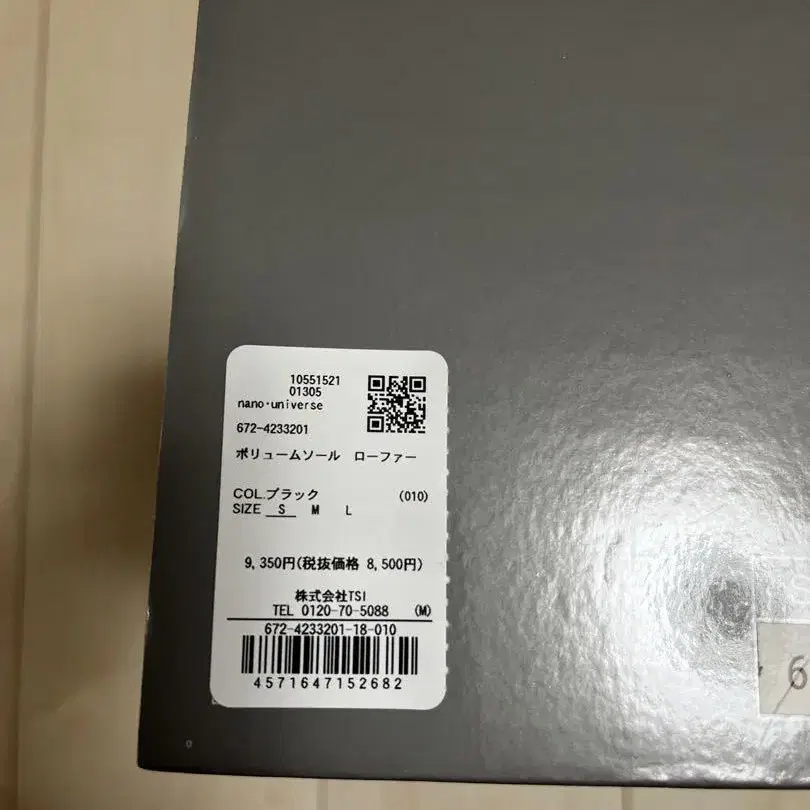 10551521
01305
nano・universe
672-4233201
ボリュームソール ローファー
COL.ブラック (010)
SIZE S M L
9,350円(税抜価格 8,500円)
株式会社TSI
TEL 0120-70-5088 (M)
672-4233201-18-010
4571647152682
6